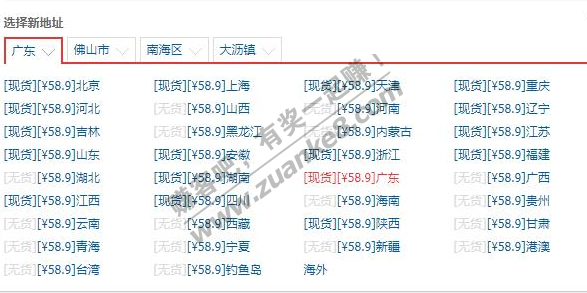 选择新地址
广东 佛山市 南海区 大沥镇
[现货][¥58.9]北京 [现货][¥58.9]上海 [现货][¥58.9]天津 [现货][¥58.9]重庆
[现货][¥58.9]河北 [无货][¥58.9]山西 [无货][¥58.9]河南 [现货][¥58.9]辽宁
[现货][¥58.9]吉林 [无货][¥58.9]黑龙江 [无货][¥58.9]内蒙古 [现货][¥58.9]江苏
[现货][¥58.9]山东 [现货][¥58.9]安徽 [现货][¥58.9]浙江 [现货][¥58.9]福建
[无货][¥58.9]湖北 [现货][¥58.9]湖南 [现货][¥58.9]广东 [无货][¥58.9]广西
[现货][¥58.9]江西 [现货][¥58.9]四川 [无货][¥58.9]海南 [无货][¥58.9]贵州
[无货][¥58.9]云南 [无货][¥58.9]西藏 [现货][¥58.9]陕西 [无货][¥58.9]甘肃
[无货][¥58.9]青海 [无货][¥58.9]宁夏 [无货][¥58.9]新疆 [无货][¥58.9]港澳
[无货][¥58.9]台湾 [无货][¥58.9]钓鱼岛 海外
赚客吧，有奖一起赚！
www.zuanke8.com